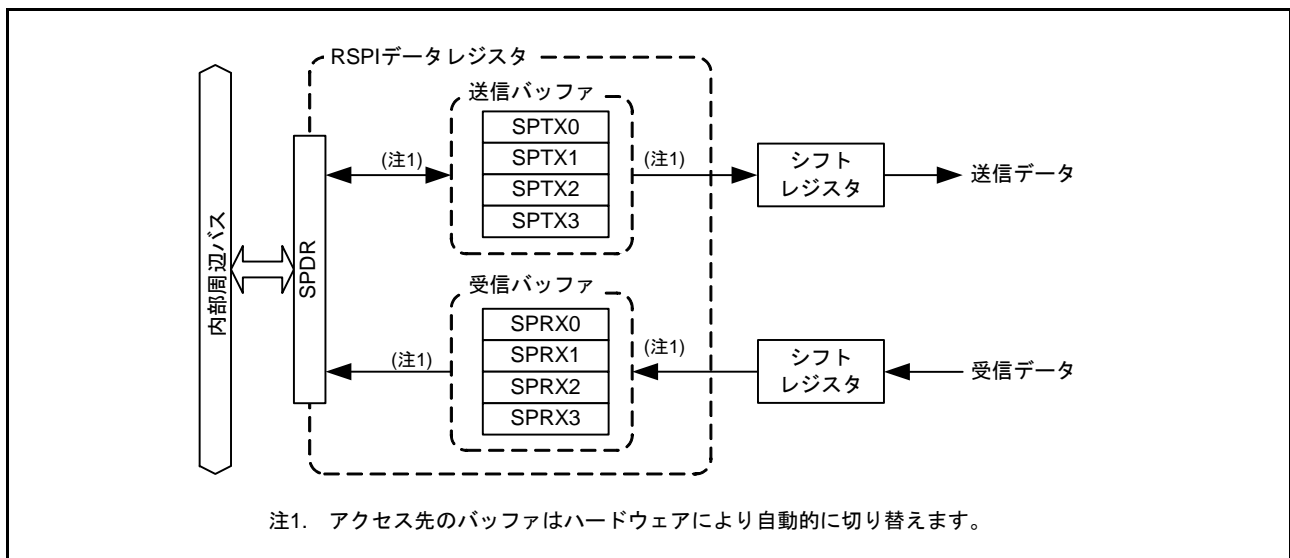 RSPIデータレジスタ
送信バッファ
SPTX0
SPTX1
SPTX2
SPTX3
(注1)
(注1)
シフト
レジスタ
送信データ
内部周辺バス
SPDR
受信バッファ
SPRX0
SPRX1
SPRX2
SPRX3
(注1)
(注1)
シフト
レジスタ
受信データ
注1. アクセス先のバッファはハードウェアにより自動的に切り替えます。